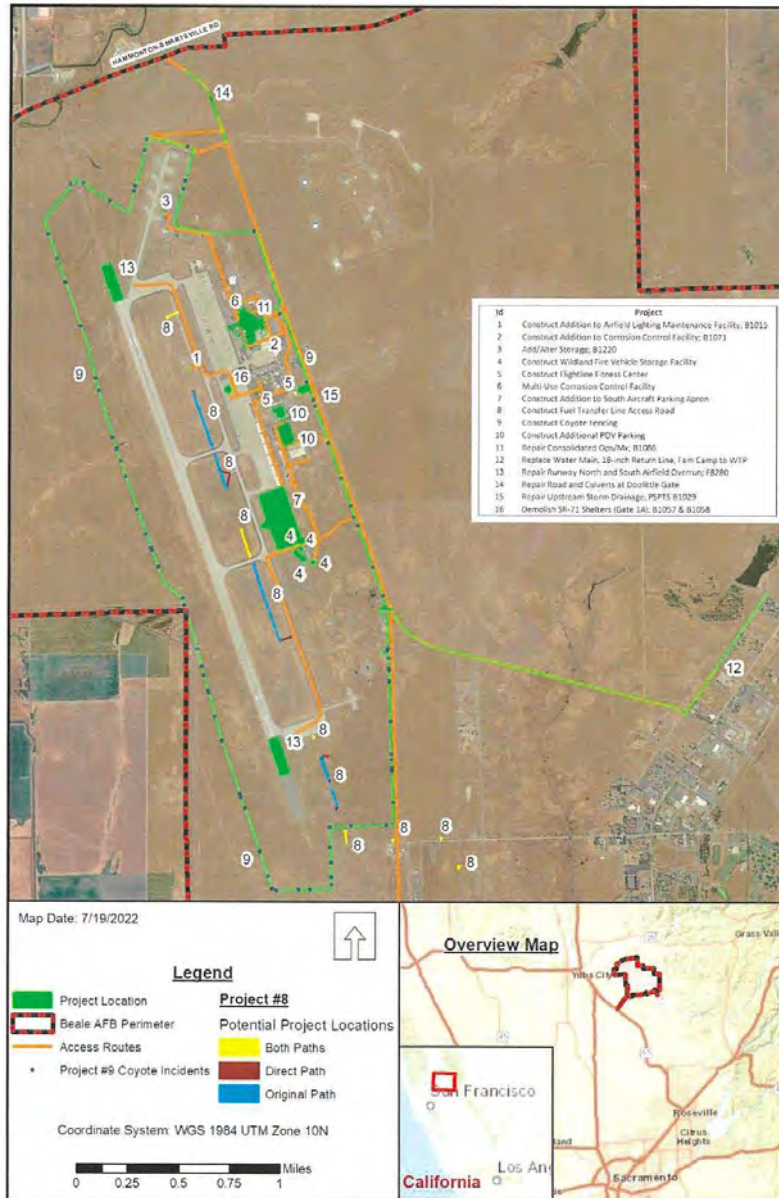 HAMMONTON-SMARTSVILLE RD
14
3
13
6
11
8
2
9
1
16
5
15
9
5
8
10
10
8
7
8
4
4
4
4
8
12
8
13
8
9
8
8
8
8
Id Project
1 Construct Addition to Airfield Lighting Maintenance Facility, B1015
2 Construct Addition to Corrosion Control Facility; B1071
3 Add/Alter Storage; B1220
4 Construct Wildland Fire Vehicle Storage Facility
5 Construct Flightline Fitness Center
6 Multi-Use Corrosion Control Facility
7 Construct Addition to South Aircraft Parking Apron
8 Construct Fuel Transfer Line Access Road
9 Construct Coyote Fencing
10 Construct Additional POV Parking
11 Repair Consolidated Ops/Mx; B1086
12 Replace Water Main, 18-inch Return Line, Fam Camp to WTP
13 Repair Runway North and South Airfield Overrun; F8280
14 Repair Road and Culverts at Doolittle Gate
15 Repair Upstream Storm Drainage, PSPTS B1029
16 Demolish SR-71 Shelters (Gate 1A); B1057 & B1058
Map Date: 7/19/2022
Legend
Project Location
Beale AFB Perimeter
Access Routes
Project #9 Coyote Incidents
Project #8
Potential Project Locations
Both Paths
Direct Path
Original Path
Coordinate System: WGS 1984 UTM Zone 10N
Miles
0 0.25 0.5 0.75 1
Overview Map
Grass Vall
Yuba City
65
Roseville
Citrus
Heights
Sacramento
San Francisco
Los An
California